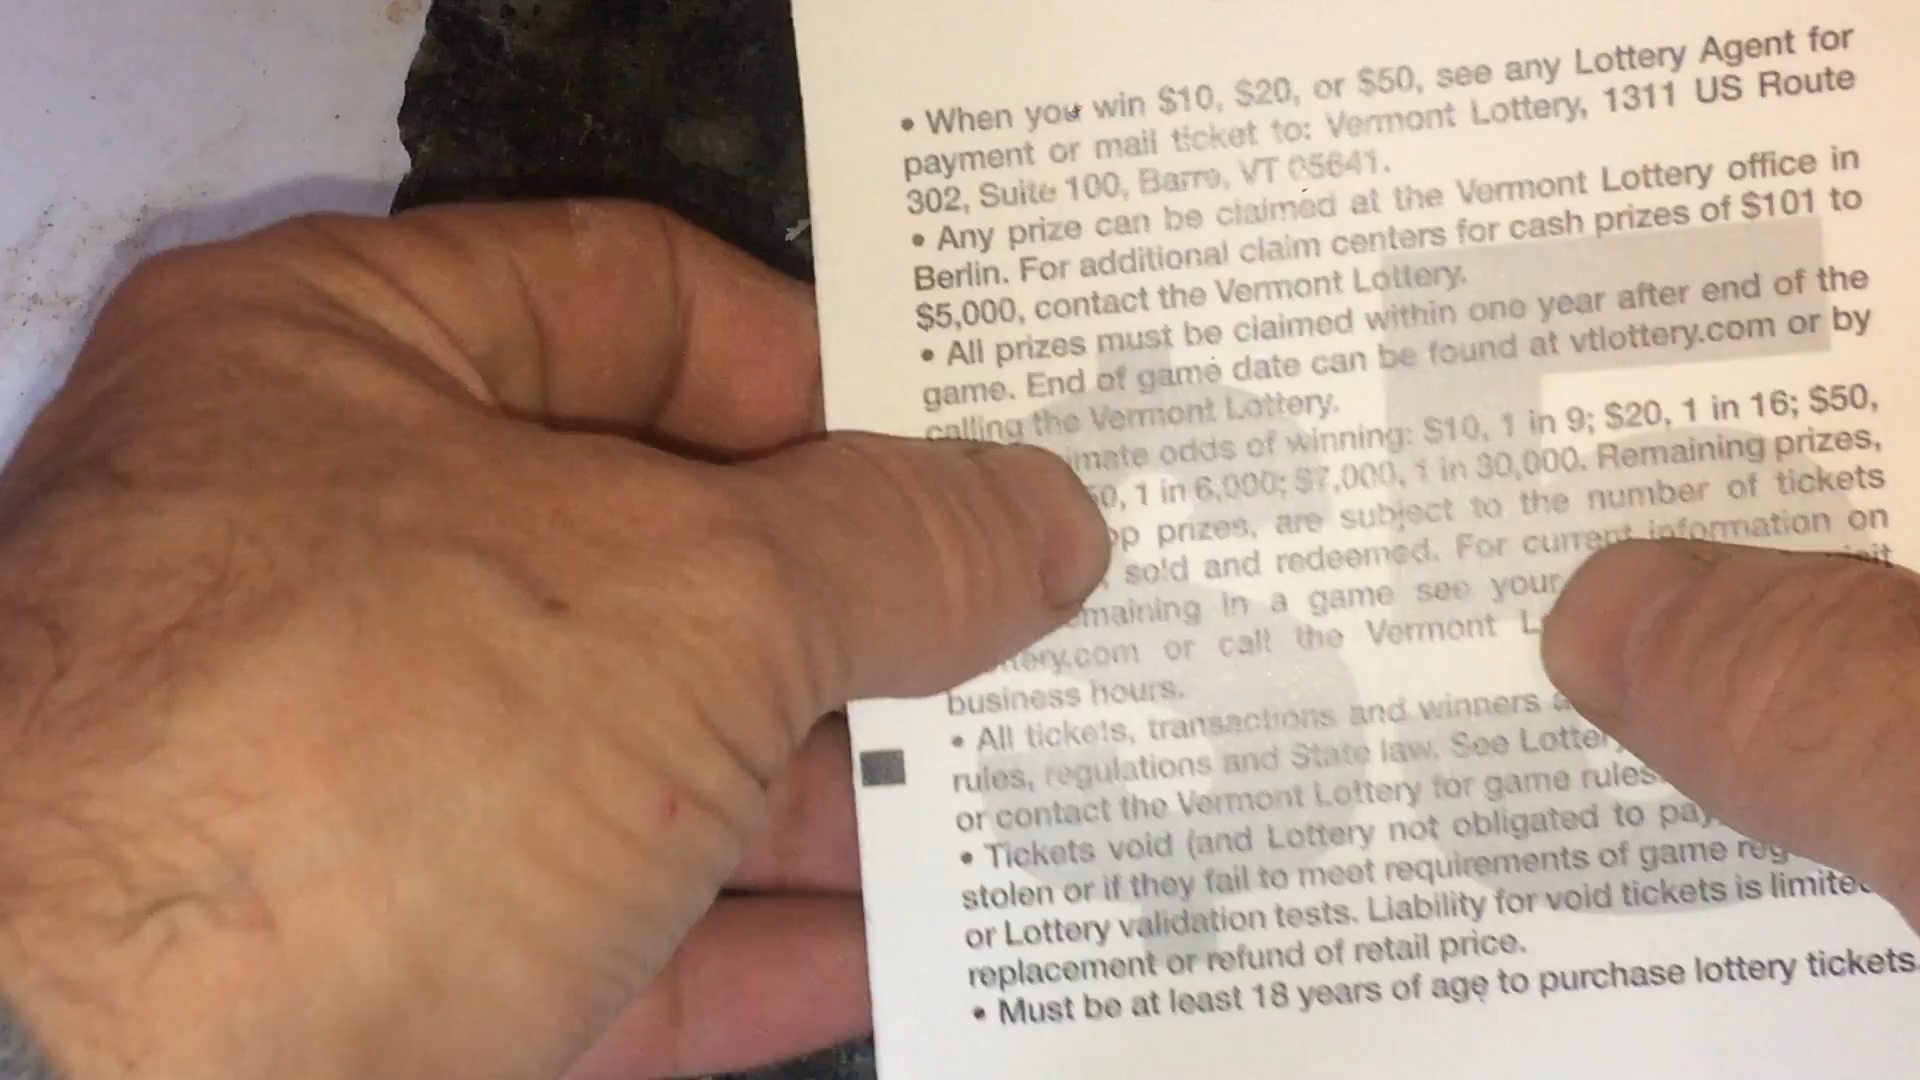 • When you win $10, $20, or $50, see any Lottery Agent for
payment or mail ticket to: Vermont Lottery, 1311 US Route
302, Suite 100, Barre, VT 05641.
• Any prize can be claimed at the Vermont Lottery office in
Berlin. For additional claim centers for cash prizes of $101 to
$5,000, contact the Vermont Lottery.
• All prizes must be claimed within one year after end of the
game. End of game date can be found at vtlottery.com or by
calling the Vermont Lottery.
odds of winning: $10, 1 in 9; $20, 1 in 16; $50,
1 in 6,000; $7,000, 1 in 30,000. Remaining prizes,
prizes, are subject to the number of tickets
sold and redeemed. For current information on
in a game see your
or call the Vermont
business hours.
• All tickets, transactions and winners
rules, regulations and State law. See
or contact the Vermont Lottery for game rules
• Tickets void (and Lottery not obligated to
stolen or if they fail to meet requirements of game
or Lottery validation tests. Liability for void tickets is
replacement or refund of retail price.
• Must be at least 18 years of age to purchase lottery tickets.